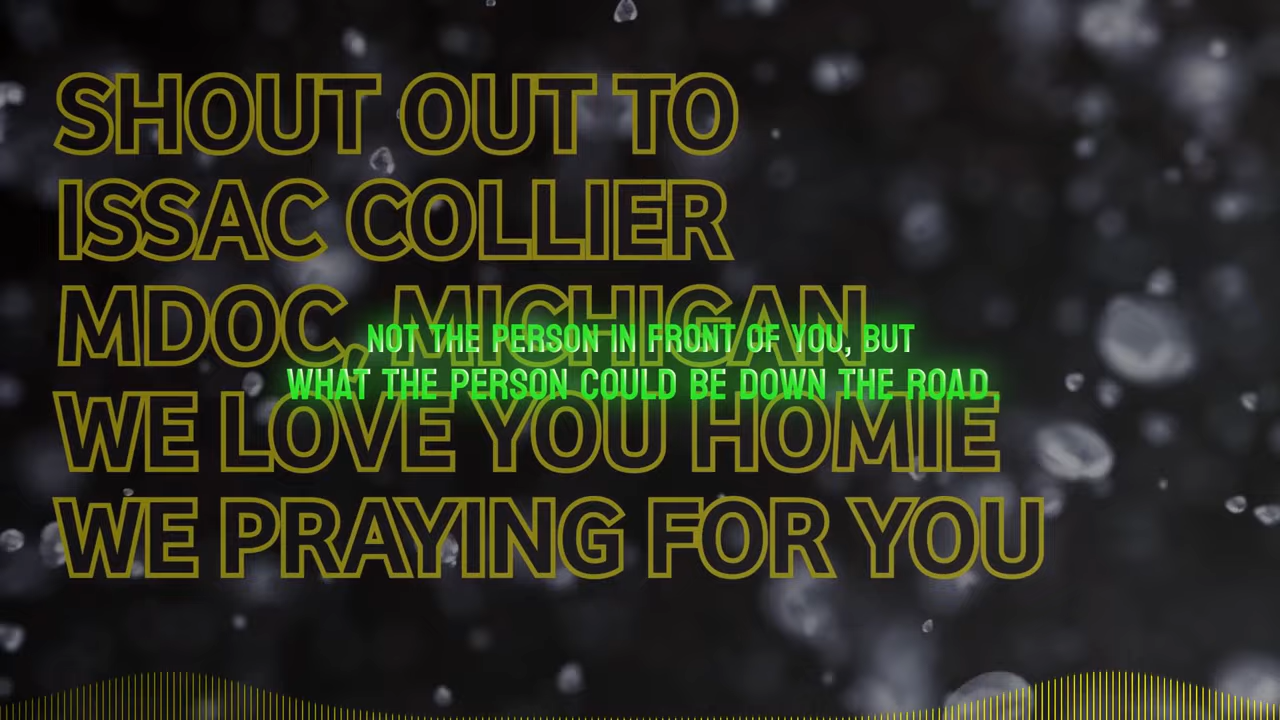 SHOUT OUT TO
ISSAC COLLIER
MDOC, MICHIGAN
NOT THE PERSON IN FRONT OF YOU, BUT
WHAT THE PERSON COULD BE DOWN THE ROAD.
WE LOVE YOU HOMIE
WE PRAYING FOR YOU